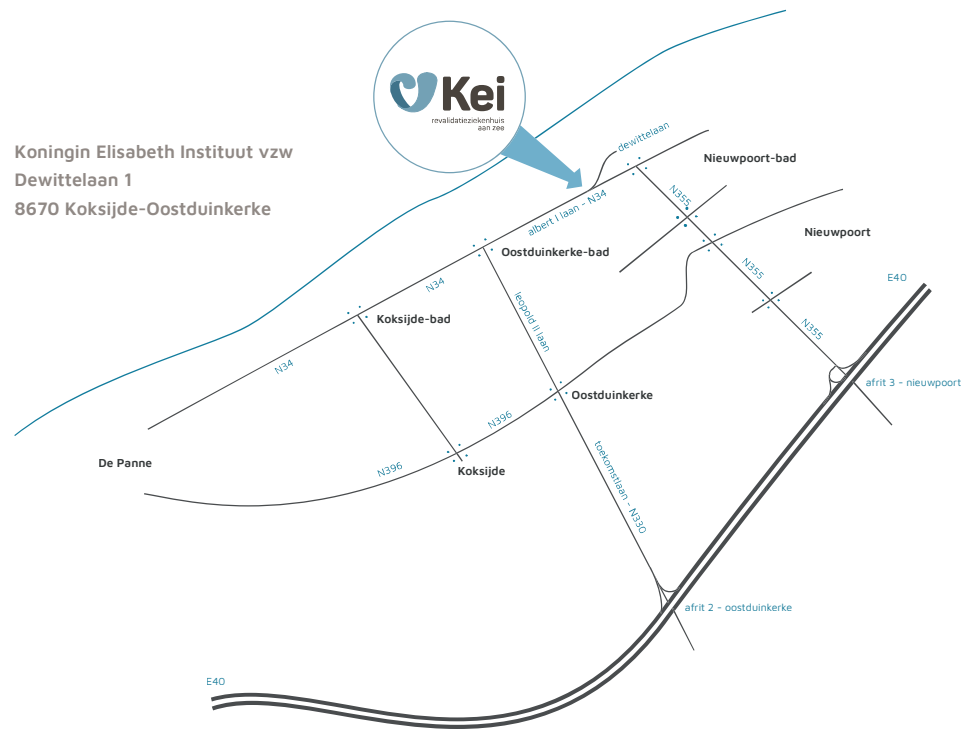 Kei
revalidatieziekenhuis
aan zee
Koningin Elisabeth Instituut vzw
Dewittelaan 1
8670 Koksijde-Oostduinkerke
dewittelaan
Nieuwpoort-bad
N355
albert I laan - N34
Nieuwpoort
Oostduinkerke-bad
N355
E40
N34
leopold II laan
Koksijde-bad
N355
N34
afrit 3 - nieuwpoort
Oostduinkerke
N396
De Panne
N396
Koksijde
toekomstlaan - N330
afrit 2 - oostduinkerke
E40